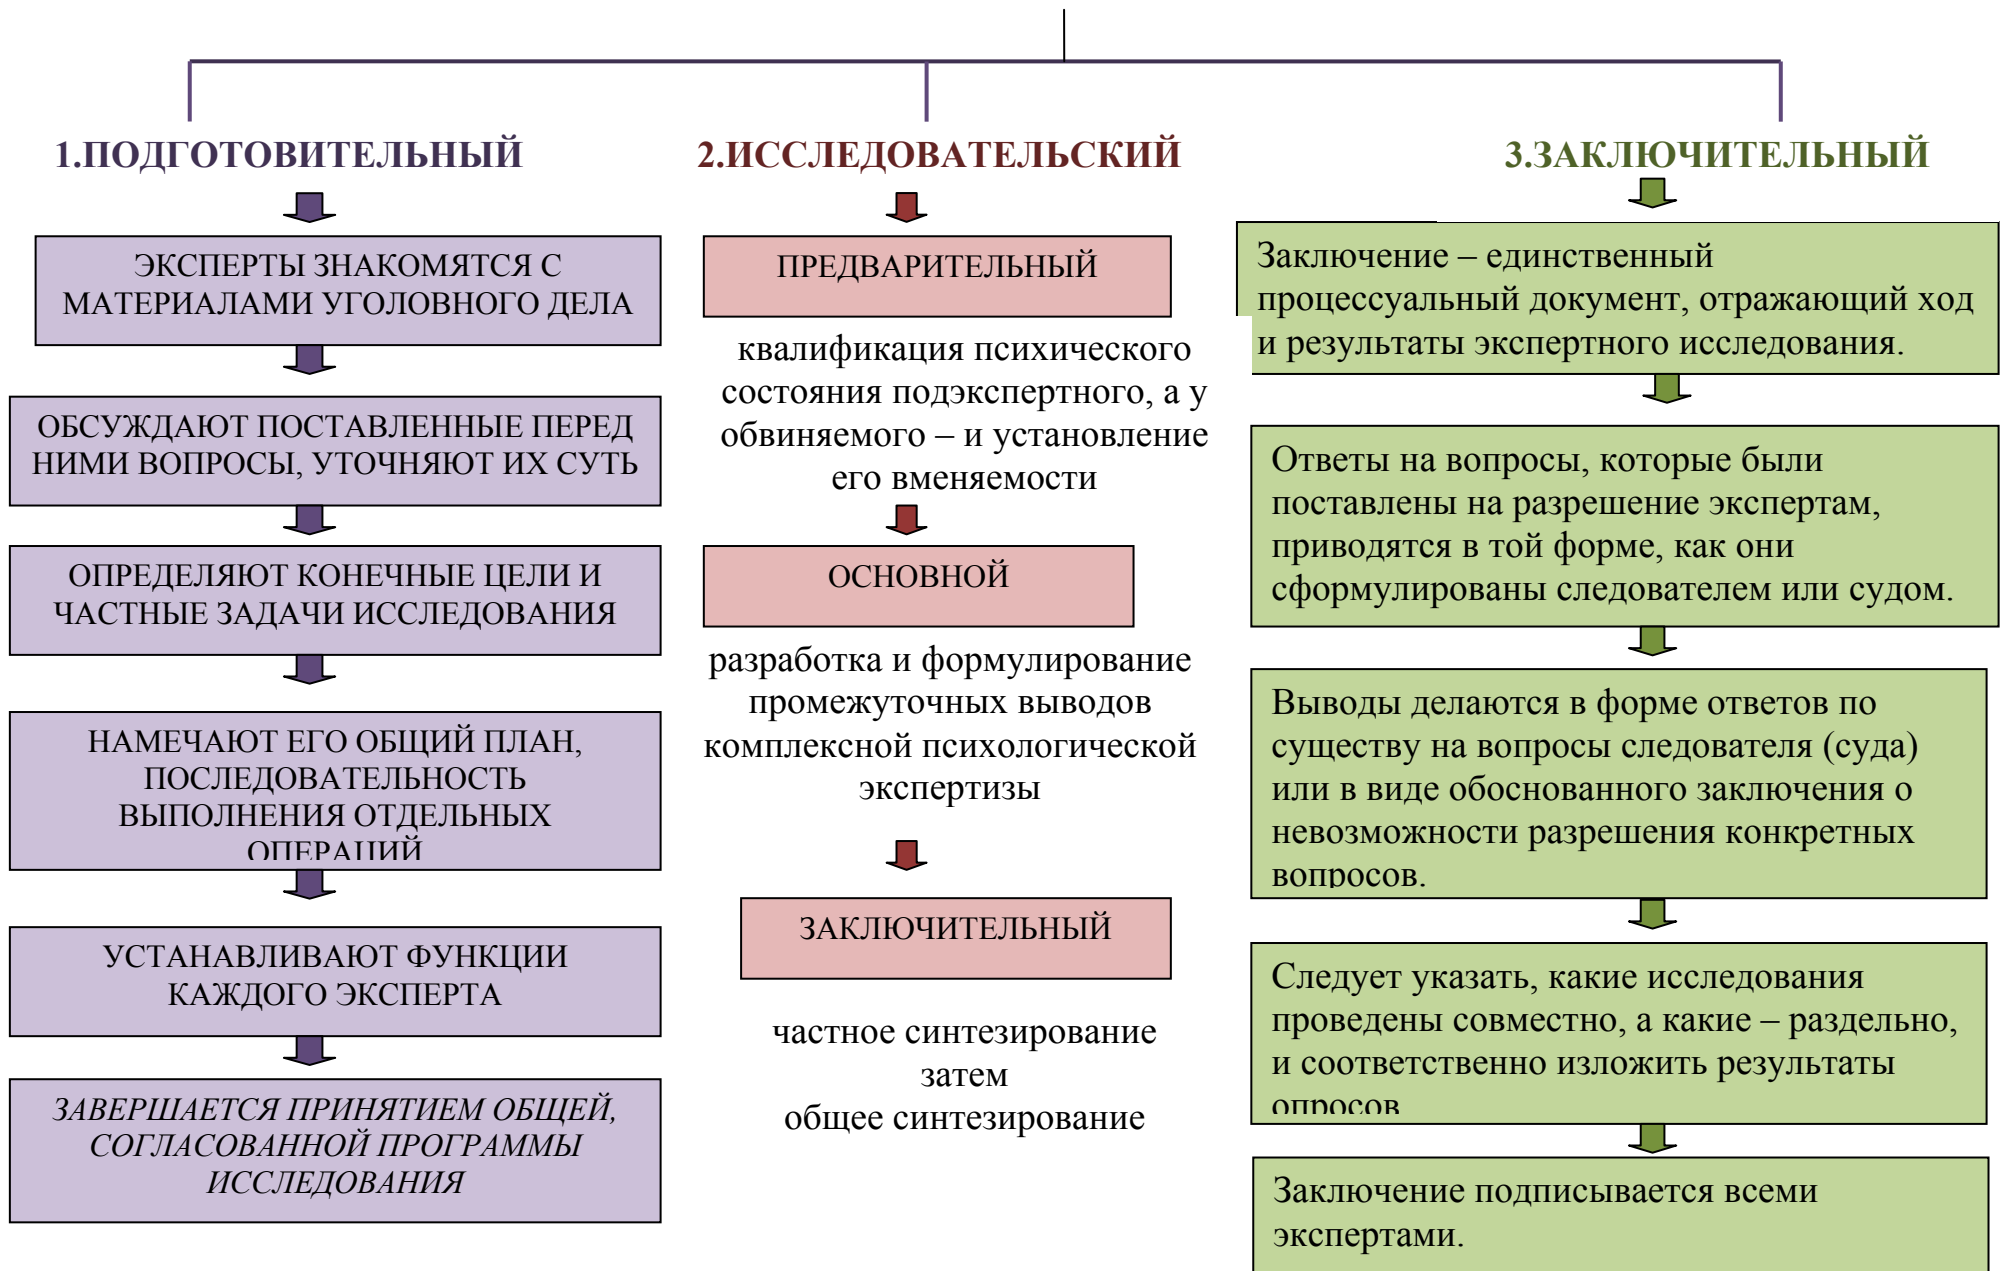 1.ПОДГОТОВИТЕЛЬНЫЙ
ЭКСПЕРТЫ ЗНАКОМЯТСЯ С
МАТЕРИАЛАМИ УГОЛОВНОГО ДЕЛА
ОБСУЖДАЮТ ПОСТАВЛЕННЫЕ ПЕРЕД
НИМИ ВОПРОСЫ, УТОЧНЯЮТ ИХ СУТЬ
ОПРЕДЕЛЯЮТ КОНЕЧНЫЕ ЦЕЛИ И
ЧАСТНЫЕ ЗАДАЧИ ИССЛЕДОВАНИЯ
НАМЕЧАЮТ ЕГО ОБЩИЙ ПЛАН,
ПОСЛЕДОВАТЕЛЬНОСТЬ
ВЫПОЛНЕНИЯ ОТДЕЛЬНЫХ
ОПЕРАЦИЙ
УСТАНАВЛИВАЮТ ФУНКЦИИ
КАЖДОГО ЭКСПЕРТА
ЗАВЕРШАЕТСЯ ПРИНЯТИЕМ ОБЩЕЙ,
СОГЛАСОВАННОЙ ПРОГРАММЫ
ИССЛЕДОВАНИЯ
2.ИССЛЕДОВАТЕЛЬСКИЙ
ПРЕДВАРИТЕЛЬНЫЙ
квалификация психического
состояния подэкспертного, а у
обвиняемого – и установление
его вменяемости
ОСНОВНОЙ
разработка и формулирование
промежуточных выводов
комплексной психологической
экспертизы
ЗАКЛЮЧИТЕЛЬНЫЙ
частное синтезирование
затем
общее синтезирование
3.ЗАКЛЮЧИТЕЛЬНЫЙ
Заключение – единственный
процессуальный документ, отражающий ход
и результаты экспертного исследования.
Ответы на вопросы, которые были
поставлены на разрешение экспертам,
приводятся в той форме, как они
сформулированы следователем или судом.
Выводы делаются в форме ответов по
существу на вопросы следователя (суда)
или в виде обоснованного заключения о
невозможности разрешения конкретных
вопросов.
Следует указать, какие исследования
проведены совместно, а какие – раздельно,
и соответственно изложить результаты
опросов
Заключение подписывается всеми
экспертами.